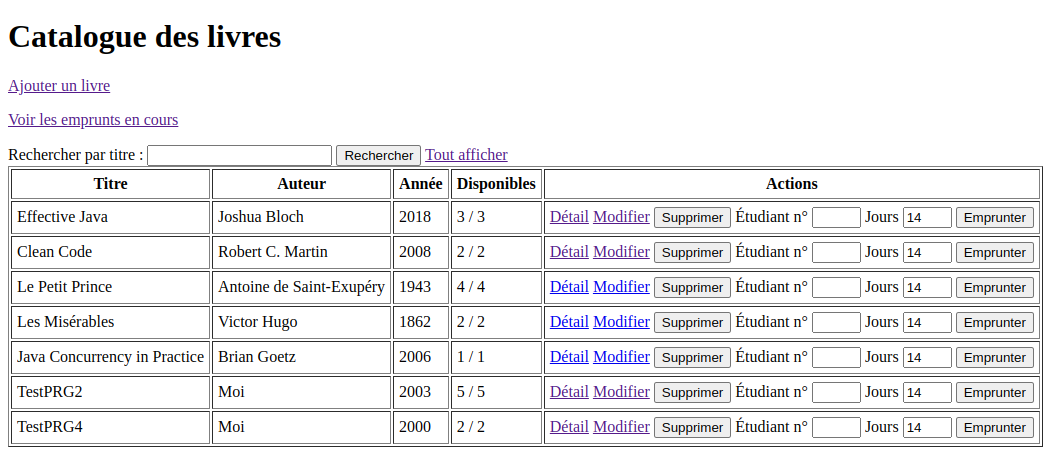 Catalogue des livres
Ajouter un livre
Voir les emprunts en cours
Rechercher par titre : Rechercher Tout afficher
Titre Auteur Année Disponibles Actions
Effective Java Joshua Bloch 2018 3 / 3 Détail Modifier Supprimer Étudiant n° Jours 14 Emprunter
Clean Code Robert C. Martin 2008 2 / 2 Détail Modifier Supprimer Étudiant n° Jours 14 Emprunter
Le Petit Prince Antoine de Saint-Exupéry 1943 4 / 4 Détail Modifier Supprimer Étudiant n° Jours 14 Emprunter
Les Misérables Victor Hugo 1862 2 / 2 Détail Modifier Supprimer Étudiant n° Jours 14 Emprunter
Java Concurrency in Practice Brian Goetz 2006 1 / 1 Détail Modifier Supprimer Étudiant n° Jours 14 Emprunter
TestPRG2 Moi 2003 5 / 5 Détail Modifier Supprimer Étudiant n° Jours 14 Emprunter
TestPRG4 Moi 2000 2 / 2 Détail Modifier Supprimer Étudiant n° Jours 14 Emprunter